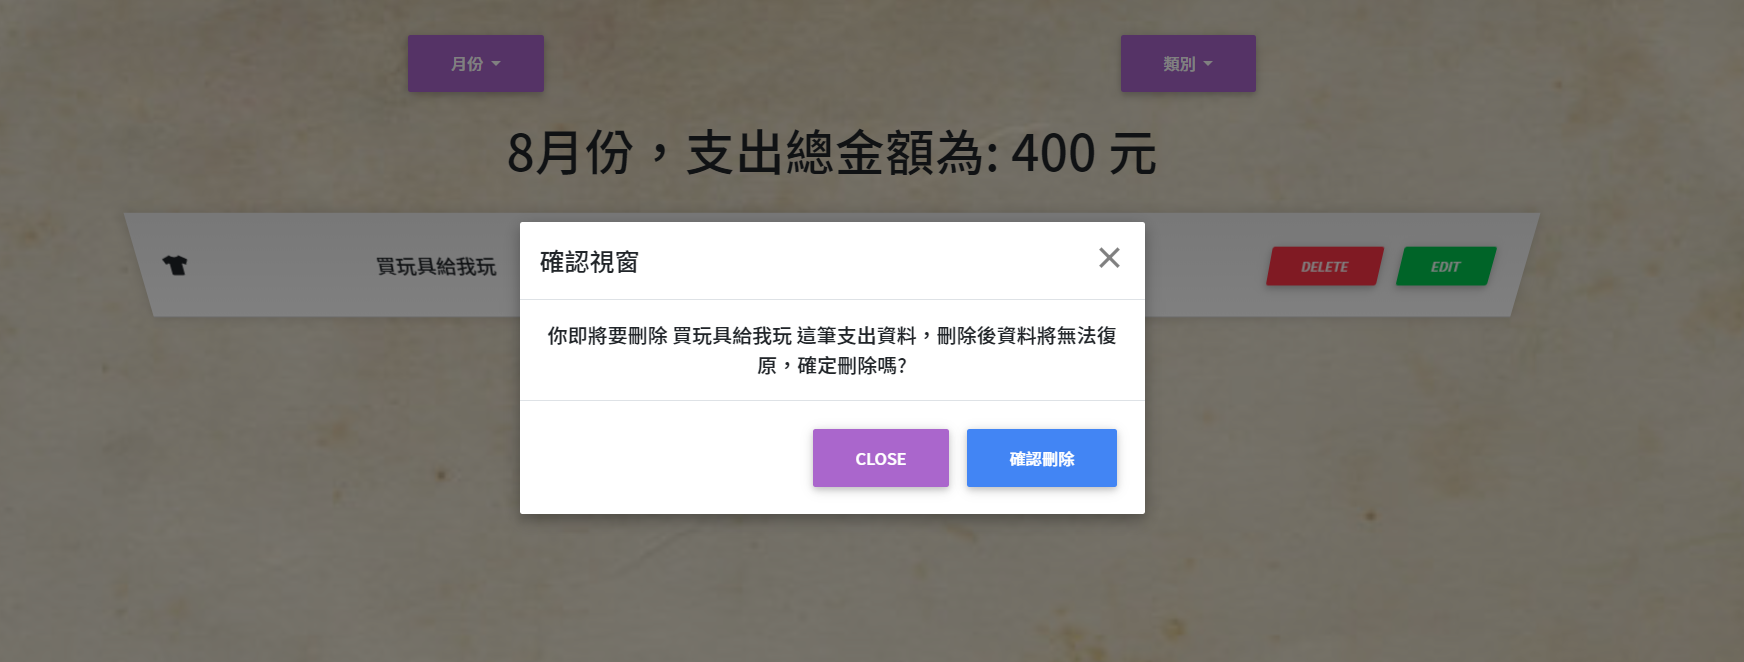 月份
類別
8月份，支出總金額為: 400 元
買玩具給我玩
DELETE
EDIT
確認視窗
你即將要刪除 買玩具給我玩 這筆支出資料，刪除後資料將無法復
原，確定刪除嗎?
CLOSE
確認刪除